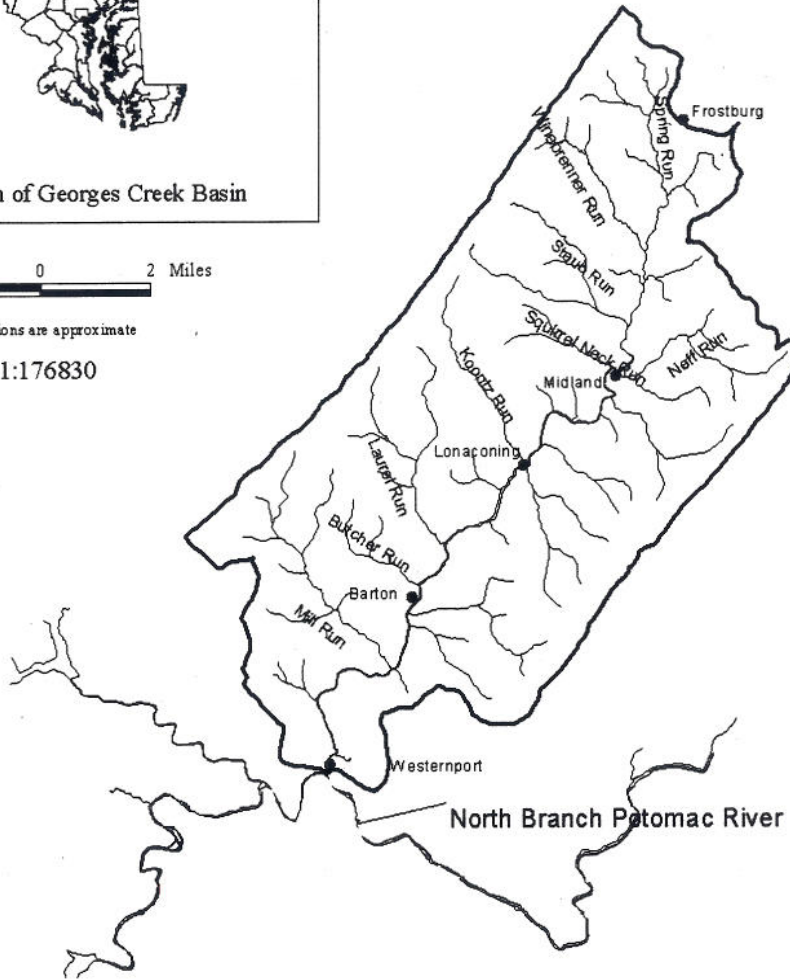 of Georges Creek Basin
0 2 Miles
ons are approximate
1:176830
Frostburg
Spring Run
Winebrenner Run
Staub Run
Squirrel Neck Run
Neff Run
Midland
Koontz Run
Lonaconing
Laurel Run
Butcher Run
Barton
Mill Run
Westernport
North Branch Potomac River